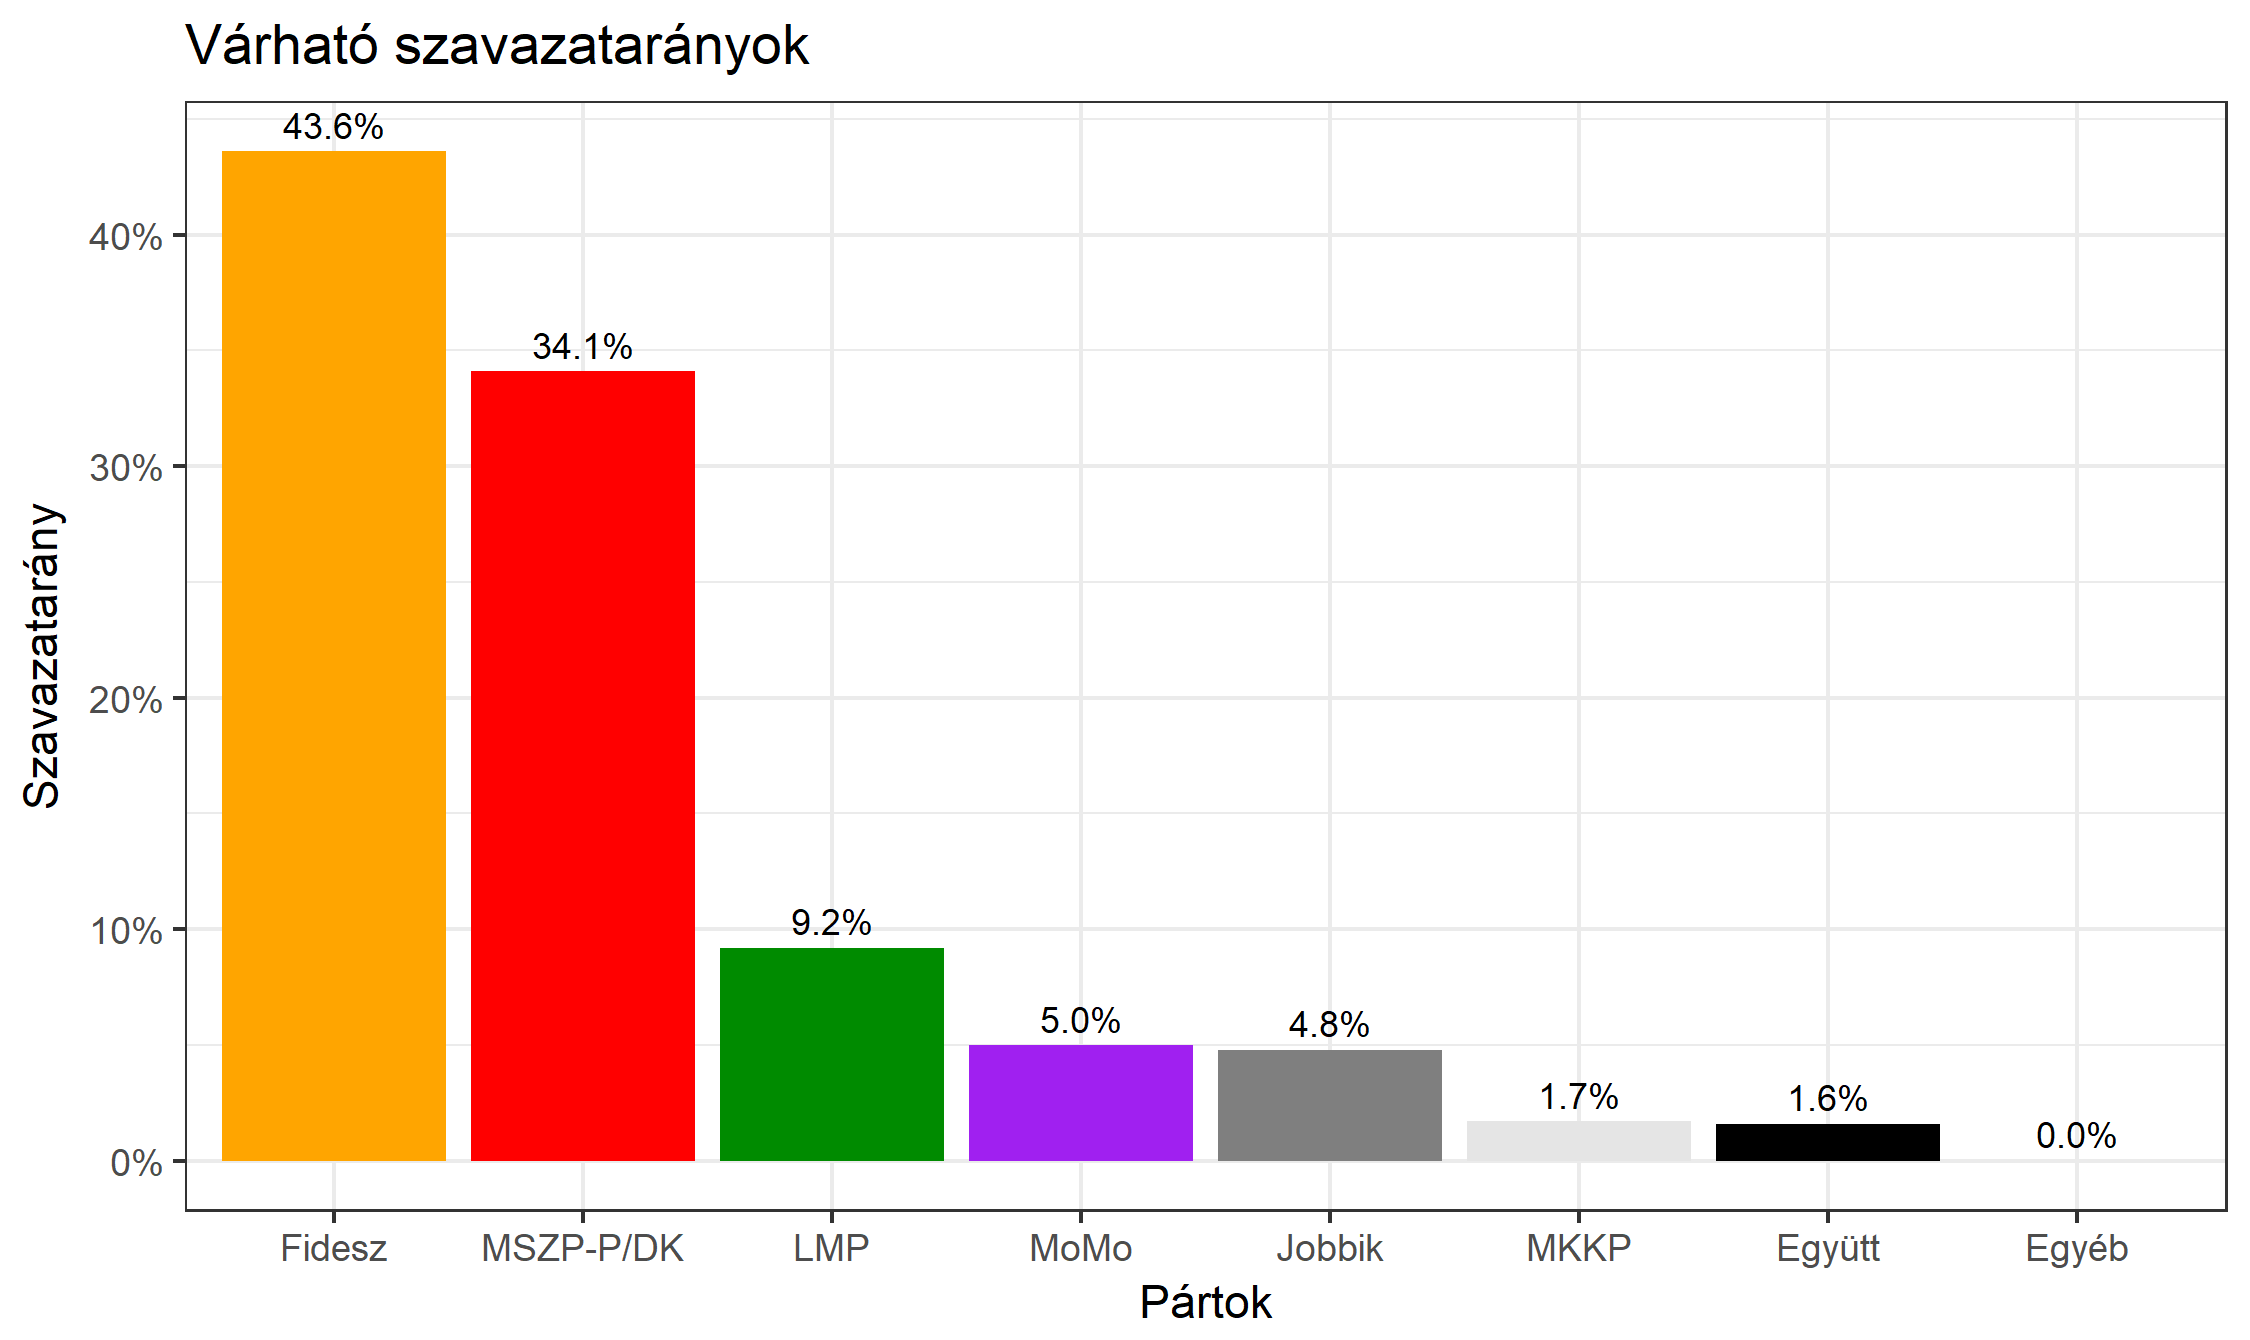 Várható szavazatarányok
43.6%
34.1%
9.2%
5.0%
4.8%
1.7%
1.6%
0.0%
40%
30%
20%
10%
0%
Szavazatarány
Fidesz
MSZP-P/DK
LMP
MoMo
Jobbik
MKKP
Együtt
Egyéb
Pártok